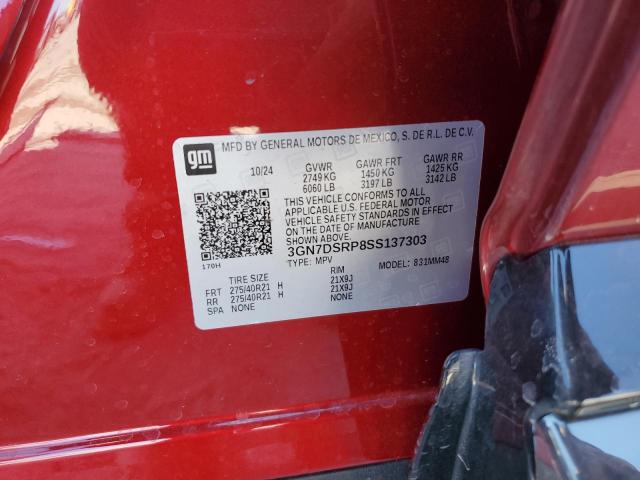 gm
MFD BY GENERAL MOTORS DE MEXICO, S. DE R.L. DE C.V.
10/24 GVWR GAWR FRT GAWR RR
2749 KG 1450 KG 1425 KG
6060 LB 3197 LB 3142 LB
THIS VEHICLE CONFORMS TO ALL
APPLICABLE U.S. FEDERAL MOTOR
VEHICLE SAFETY STANDARDS IN EFFECT
ON THE DATE OF MANUFACTURE
SHOWN ABOVE.
3GN7DSRP8SS137303
170H TYPE: MPV MODEL: 831MM48
TIRE SIZE RIM
FRT 275/40R21 H 21X9J
RR 275/40R21 H 21X9J
SPA NONE NONE